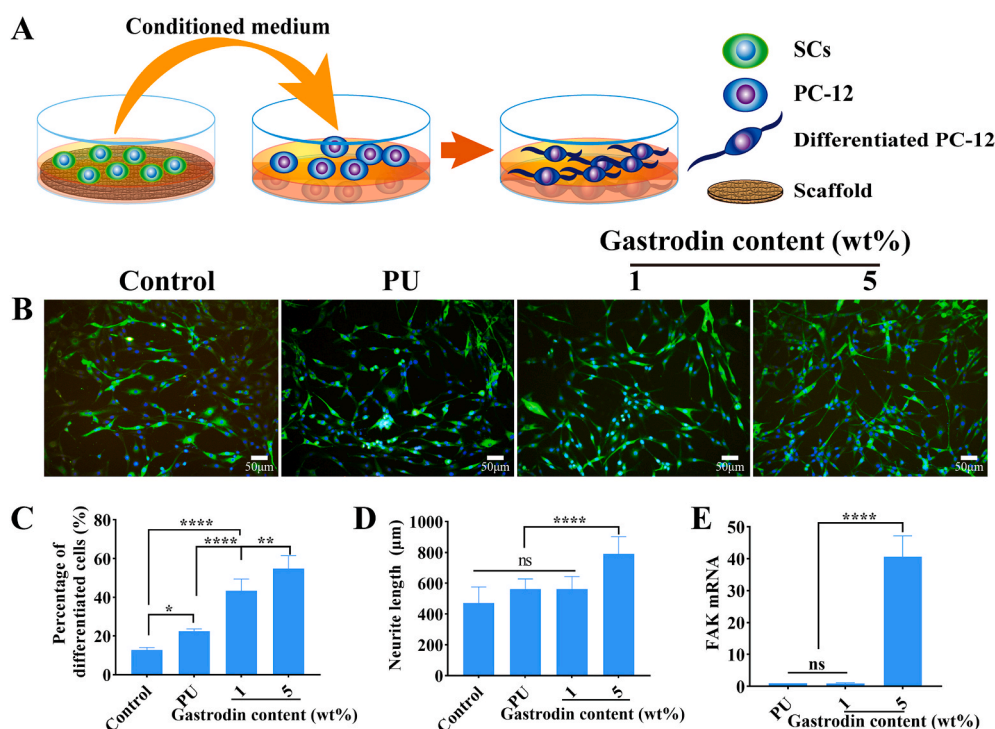 A
Conditioned medium
SCs
PC-12
Differentiated PC-12
Scaffold
Gastrodin content (wt%)
Control
PU
1
5
B
50μm
50μm
50μm
50μm
C
Percentage of
differentiated cells (%)
80
60
40
20
0
****
****
**
*
Control
PU
1
5
Gastrodin content (wt%)
D
Neurite length (μm)
1000
800
600
400
200
0
****
ns
Control
PU
1
5
Gastrodin content (wt%)
E
FAK mRNA
50
40
30
20
10
0
****
ns
PU
1
5
Gastrodin content (wt%)